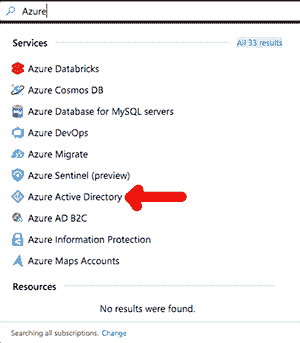 Azure
Services All 33 results
Azure Databricks
Azure Cosmos DB
Azure Database for MySQL servers
Azure DevOps
Azure Migrate
Azure Sentinel (preview)
Azure Active Directory
Azure AD B2C
Azure Information Protection
Azure Maps Accounts
Resources
No results were found.
Searching all subscriptions. Change